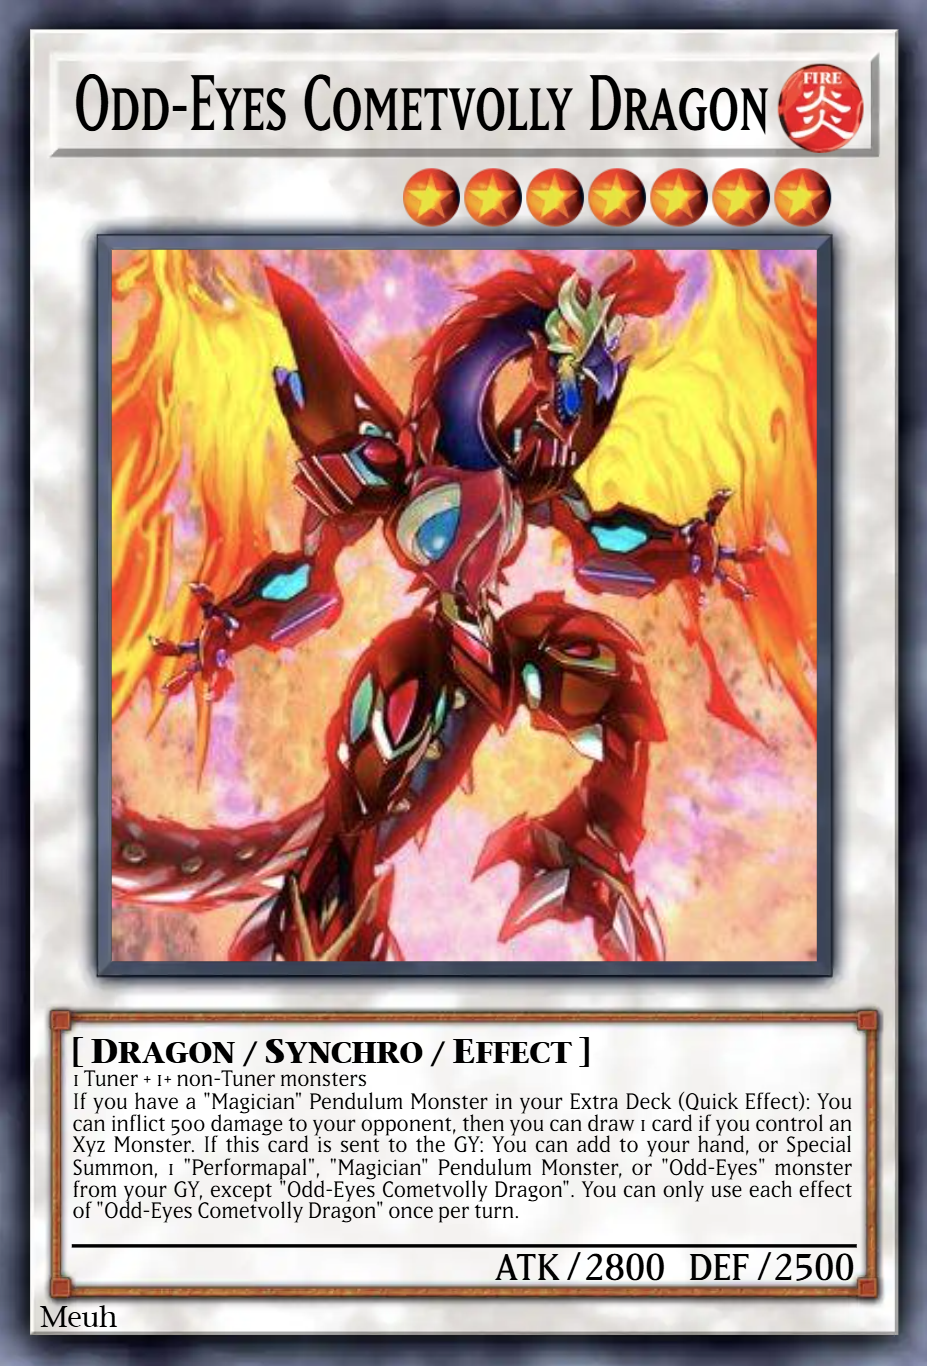 Odd-Eyes Cometvolly Dragon
FIRE
炎
[ Dragon / Synchro / Effect ]
1 Tuner + 1+ non-Tuner monsters
If you have a "Magician" Pendulum Monster in your Extra Deck (Quick Effect): You
can inflict 500 damage to your opponent, then you can draw 1 card if you control an
Xyz Monster. If this card is sent to the GY: You can add to your hand, or Special
Summon, 1 "Performapal", "Magician" Pendulum Monster, or "Odd-Eyes" monster
from your GY, except "Odd-Eyes Cometvolly Dragon". You can only use each effect
of "Odd-Eyes Cometvolly Dragon" once per turn.
ATK/2800 DEF/2500
Meuh